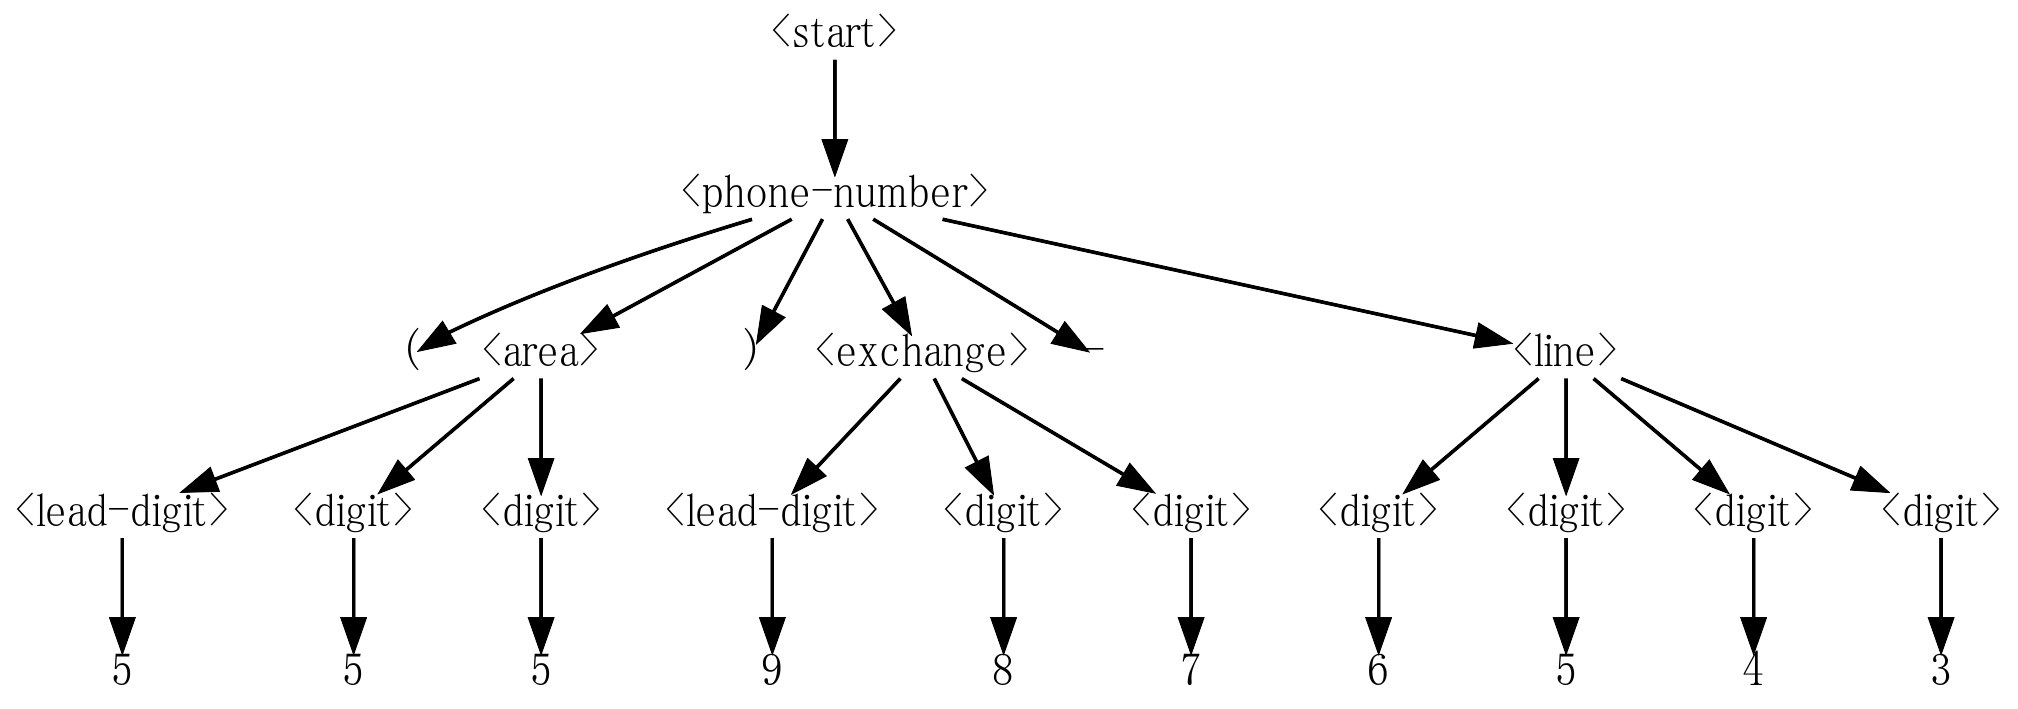 <start>
<phone-number>
( <area> ) <exchange> - <line>
<lead-digit> <digit> <digit> <lead-digit> <digit> <digit> <digit> <digit> <digit> <digit>
5 5 5 9 8 7 6 5 4 3